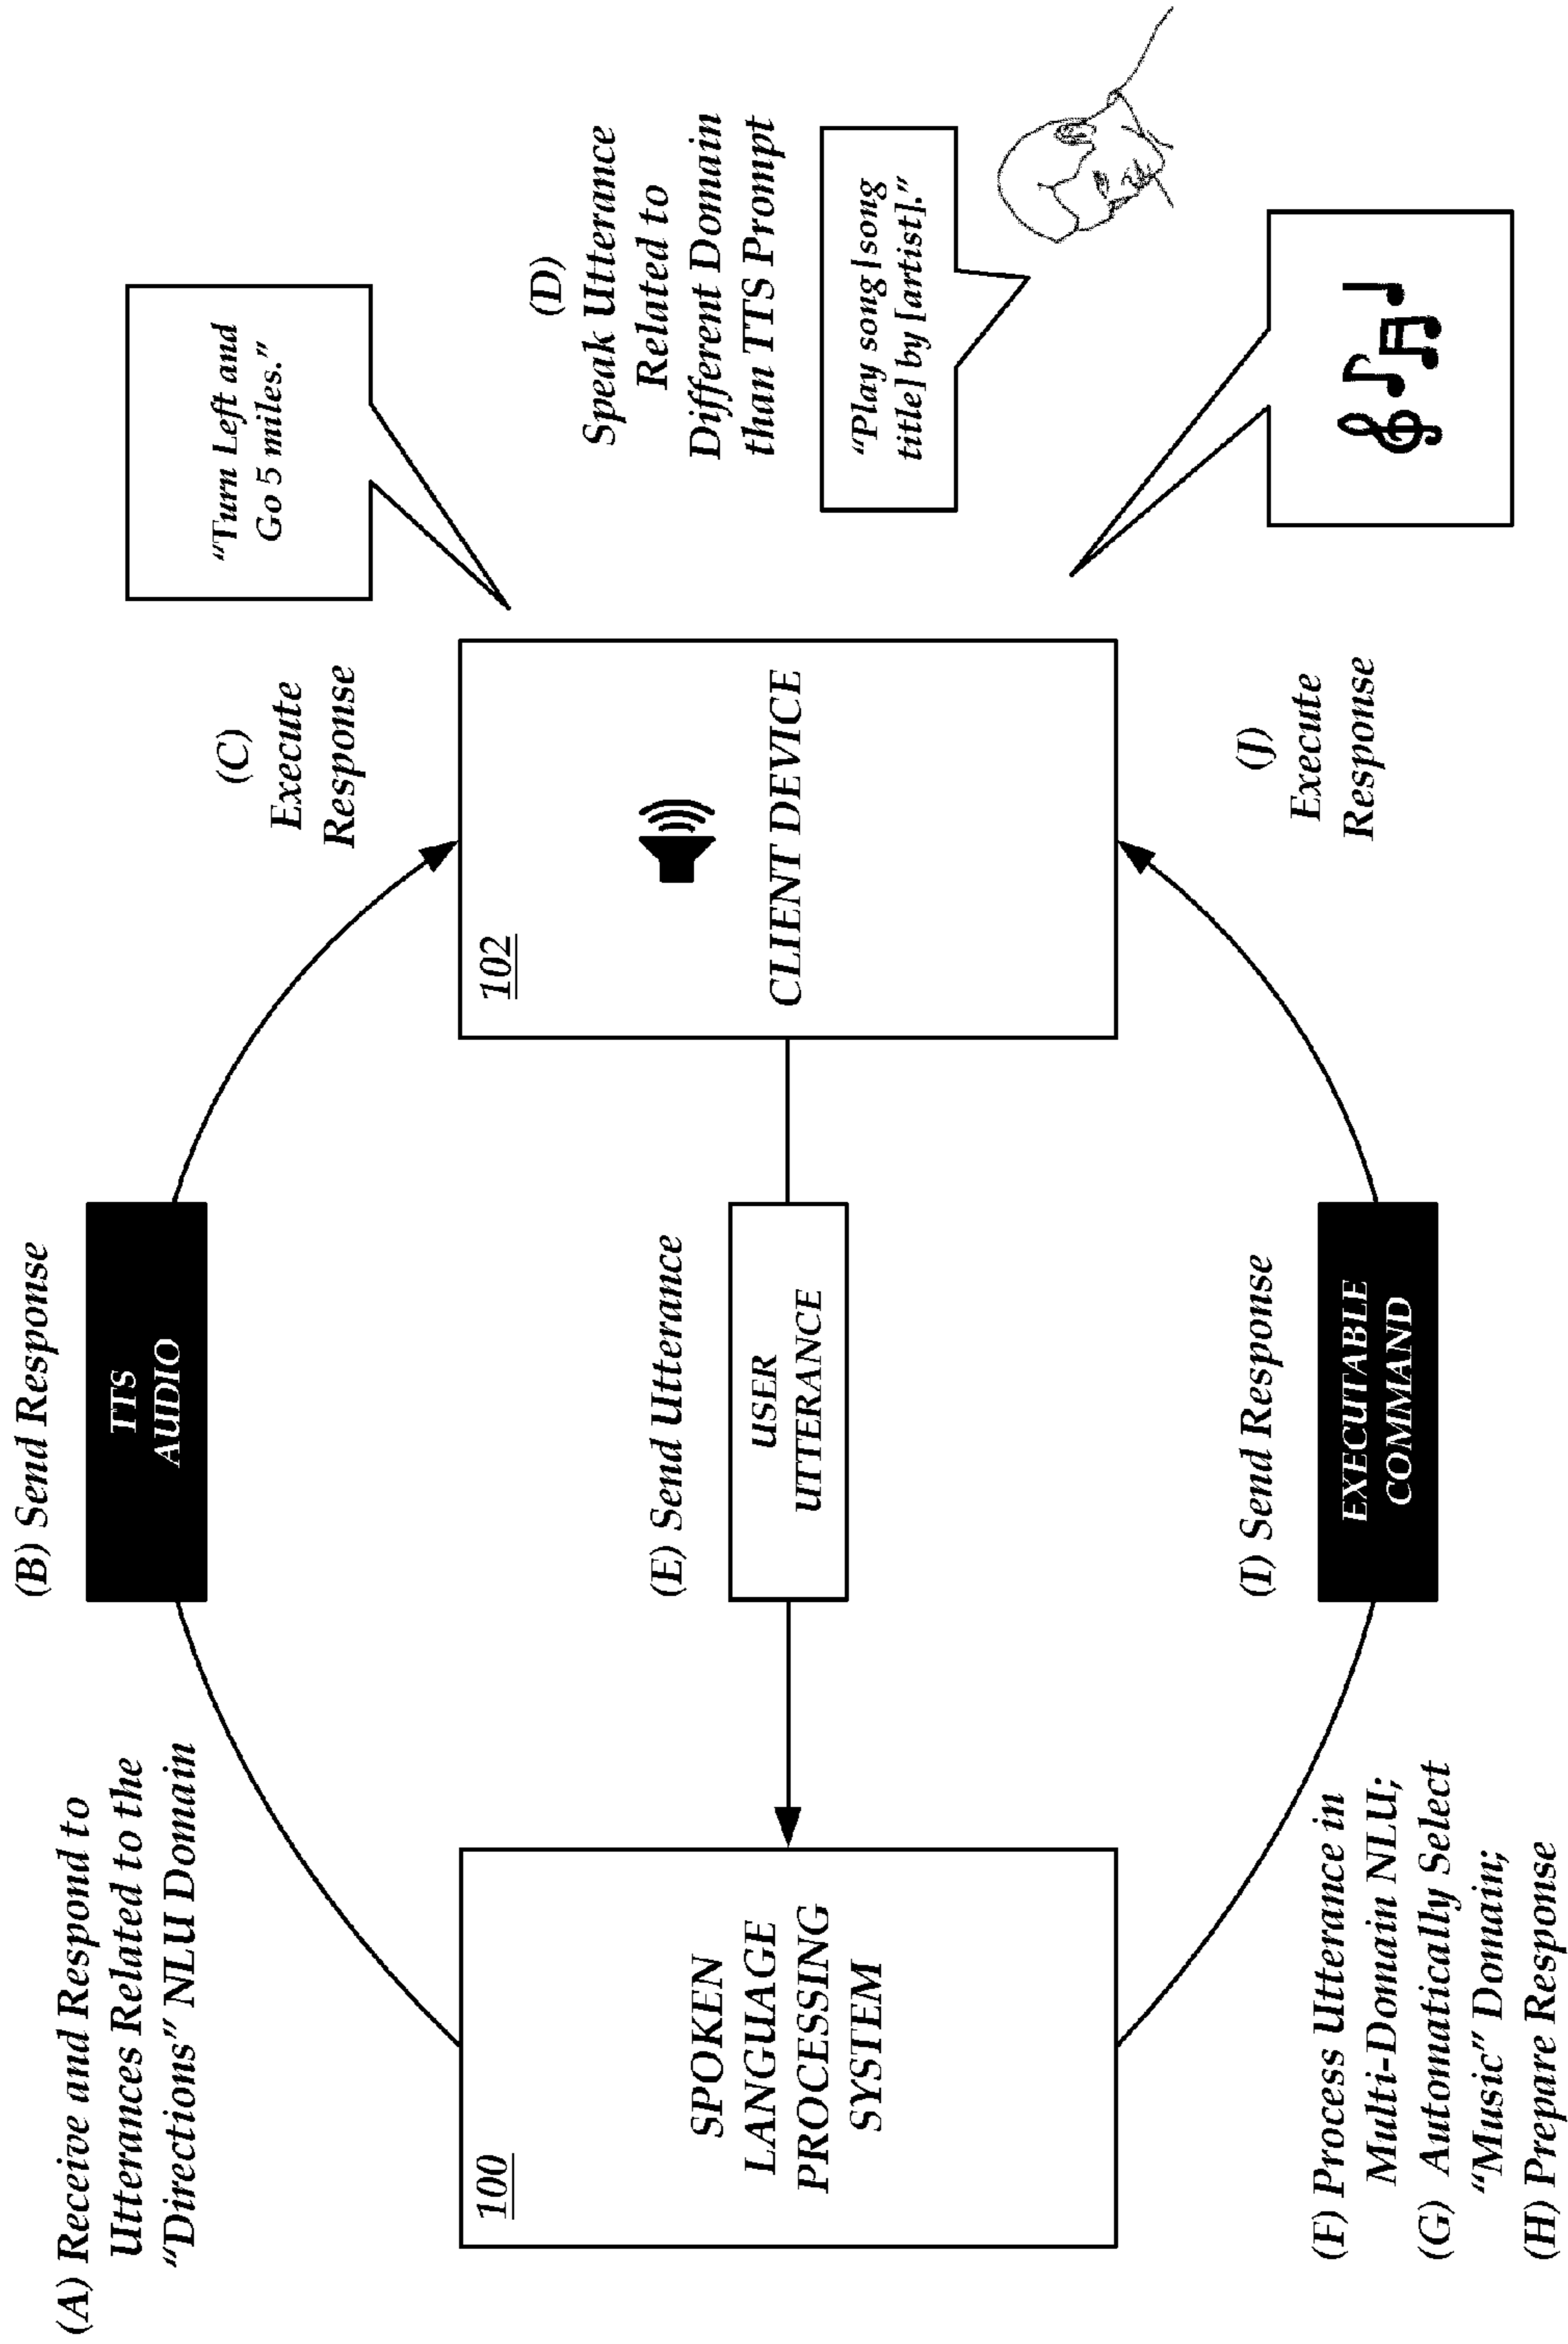 (A) Receive and Respond to
Utterances Related to the
“Directions” NLU Domain
(B) Send Response
TTS
AUDIO
(C)
Execute
Response
“Turn Left and
Go 5 miles.”
(D)
Speak Utterance
Related to
Different Domain
than TTS Prompt
“Play song [song
title] by [artist].”
100
SPOKEN
LANGUAGE
PROCESSING
SYSTEM
(E) Send Utterance
USER
UTTERANCE
102
CLIENT DEVICE
(F) Process Utterance in
Multi-Domain NLU;
(G) Automatically Select
“Music” Domain;
(H) Prepare Response
(I) Send Response
EXECUTABLE
COMMAND
(J)
Execute
Response